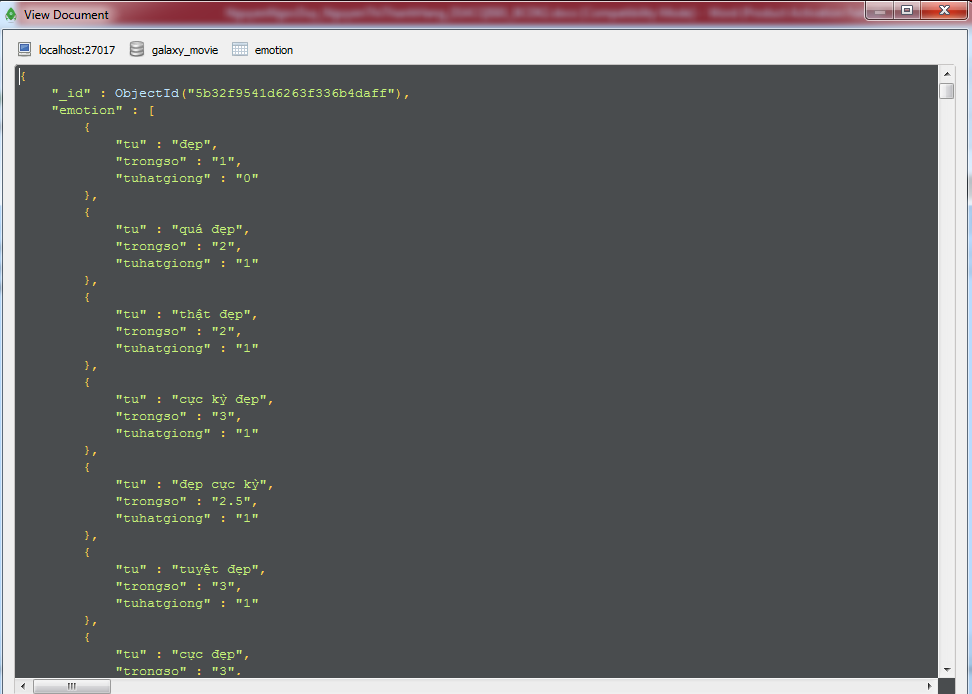 View Document
localhost:27017 galaxy_movie emotion
{
"_id" : ObjectId("5b32f9541d6263f336b4daff"),
"emotion" : [
{
"tu" : "đẹp",
"trongso" : "1",
"tuhatgiong" : "0"
},
{
"tu" : "quá đẹp",
"trongso" : "2",
"tuhatgiong" : "1"
},
{
"tu" : "thật đẹp",
"trongso" : "2",
"tuhatgiong" : "1"
},
{
"tu" : "cực kỳ đẹp",
"trongso" : "3",
"tuhatgiong" : "1"
},
{
"tu" : "đẹp cực kỳ",
"trongso" : "2.5",
"tuhatgiong" : "1"
},
{
"tu" : "tuyệt đẹp",
"trongso" : "3",
"tuhatgiong" : "1"
},
{
"tu" : "cực đẹp",
"trongso" : "3",